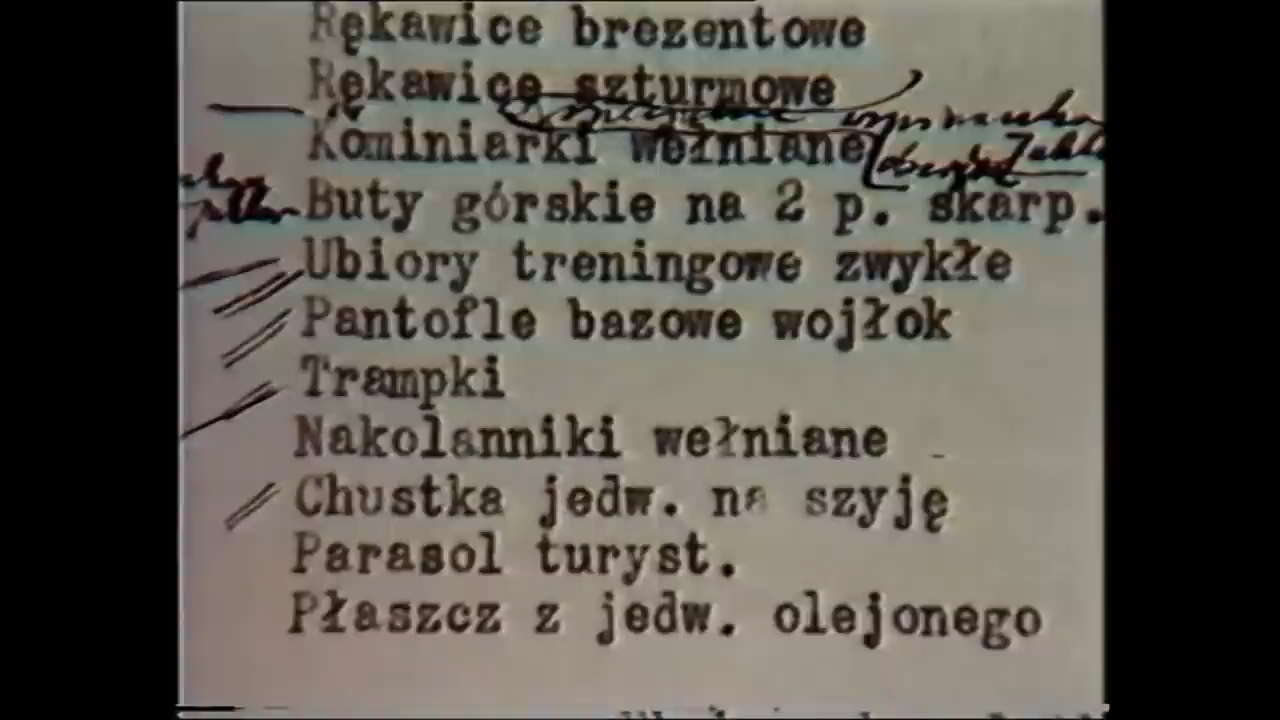 Rękawice brezentowe
Rękawice szturmowe
Kominiarki wełniane
Buty górskie na 2 p. skarp.
Ubiory treningowe zwykłe
Pantofle bazowe wojłok
Trampki
Nakolanniki wełniane
Chustka jedw. na szyję
Parasol turyst.
Płaszcz z jedw. olejonego